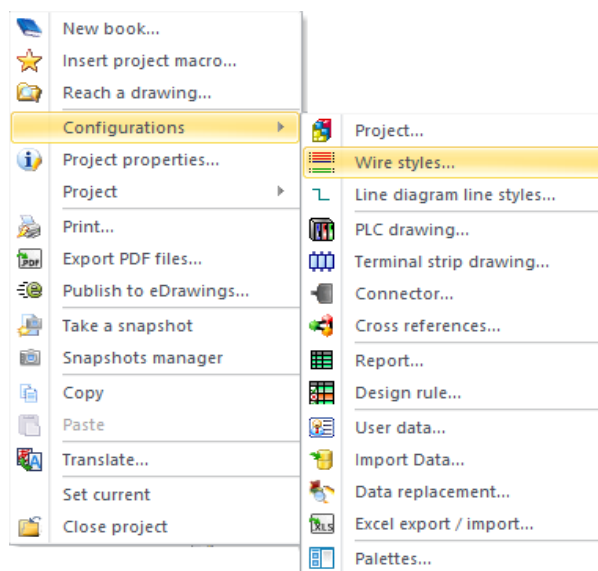 New book...
Insert project macro...
Reach a drawing...
Configurations
Project properties...
Project
Print...
PDF
Export PDF files...
Publish to eDrawings...
Take a snapshot
Snapshots manager
Copy
Paste
Translate...
Set current
Close project
Project...
Wire styles...
Line diagram line styles...
PLC drawing...
Terminal strip drawing...
Connector...
Cross references...
Report...
Design rule...
User data...
Import Data...
Data replacement...
XLS
Excel export / import...
Palettes...